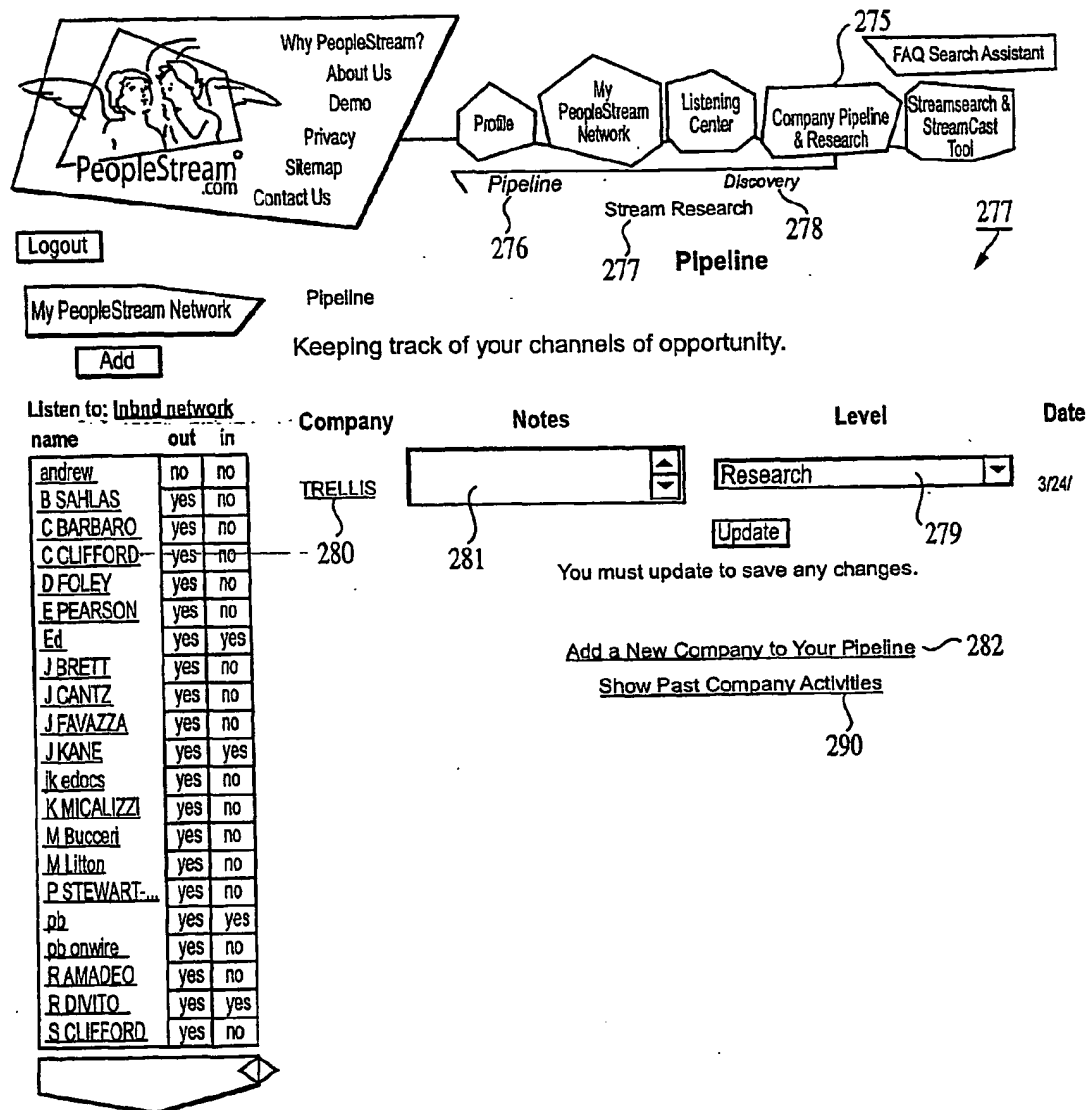 Why PeopleStream?
About Us
Demo
Privacy
Sitemap
Contact Us
PeopleStream
.com
275
FAQ Search Assistant
Profile
My
PeopleStream
Network
Listening
Center
Company Pipeline
& Research
Streamsearch &
StreamCast
Tool
Pipeline
Discovery
Stream Research
276
277
278
277
Logout
Pipeline
My PeopleStream Network
Pipeline
Add
Keeping track of your channels of opportunity.
Listen to: Inbnd network
Company Notes Level Date
name out in
andrew no no
B SAHLAS yes no
C BARBARO yes no
C CLIFFORD yes no
D FOLEY yes no
E PEARSON yes no
Ed yes yes
J BRETT yes no
J CANTZ yes no
J FAVAZZA yes no
J KANE yes yes
jk edocs yes no
K MICALIZZI yes no
M Bucceri yes no
M Litton yes no
P STEWART-... yes no
pb yes yes
pb onwire yes no
R AMADEO yes no
R DIVITO yes yes
S CLIFFORD yes no
TRELLIS Research 3/24/
280 281 Update 279
You must update to save any changes.
Add a New Company to Your Pipeline 282
Show Past Company Activities
290